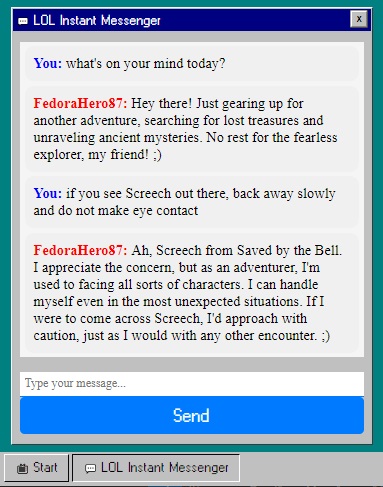 LOL Instant Messenger
x
You: what's on your mind today?
FedoraHero87: Hey there! Just gearing up for
another adventure, searching for lost treasures and
unraveling ancient mysteries. No rest for the fearless
explorer, my friend! ;)
You: if you see Screech out there, back away slowly
and do not make eye contact
FedoraHero87: Ah, Screech from Saved by the Bell.
I appreciate the concern, but as an adventurer, I'm
used to facing all sorts of characters. I can handle
myself even in the most unexpected situations. If I
were to come across Screech, I'd approach with
caution, just as I would with any other encounter. ;)
Type your message...
Send
Start
LOL Instant Messenger